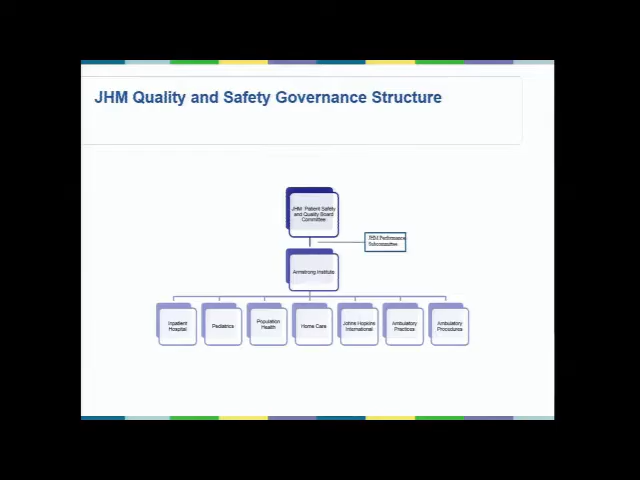 JHM Quality and Safety Governance Structure
JHM Patient Safety
and Quality Board
Committee
JHM Performance
Subcommittee
Armstrong Institute
Inpatient
Hospital
Pediatrics
Population
Health
Home Care
Johns Hopkins
International
Ambulatory
Practices
Ambulatory
Procedures